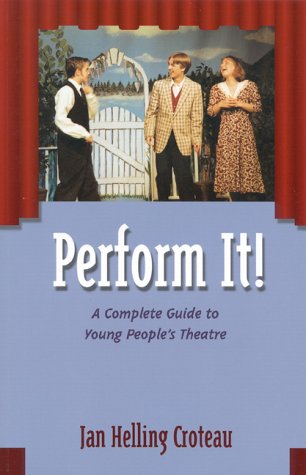 Perform It!
A Complete Guide to
Young People's Theatre
Jan Helling Croteau